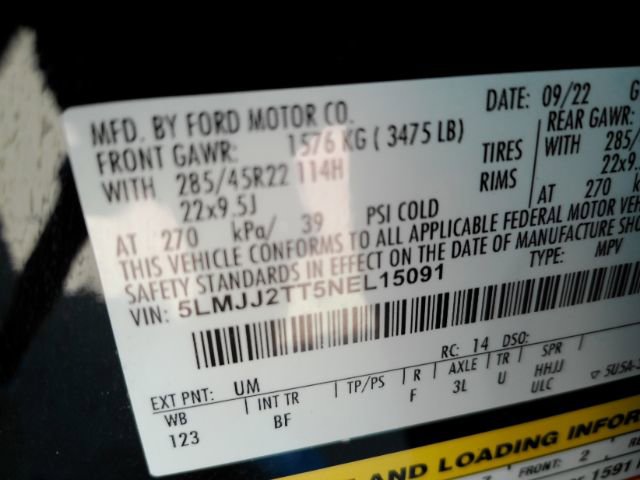 MFD. BY FORD MOTOR CO.
DATE: 09/22 G
FRONT GAWR: 1576 KG ( 3475 LB)
REAR GAWR:
WITH 285/45R22 114H
TIRES WITH 285/
22x9.5J
RIMS 22x9.
AT 270 kPa/ 39 PSI COLD
AT 270
THIS VEHICLE CONFORMS TO ALL APPLICABLE FEDERAL MOTOR VEH
SAFETY STANDARDS IN EFFECT ON THE DATE OF MANUFACTURE SHO
VIN: 5LMJJ2TT5NEL15091
TYPE: MPV
EXT PNT: UM
RC: 14 DSO:
WB INT TR TP/PS R AXLE TR SPR
123 BF F 3L U HHJJ
ULC
5U5A-
AND LOADING INFOR
FRONT: 2
1591